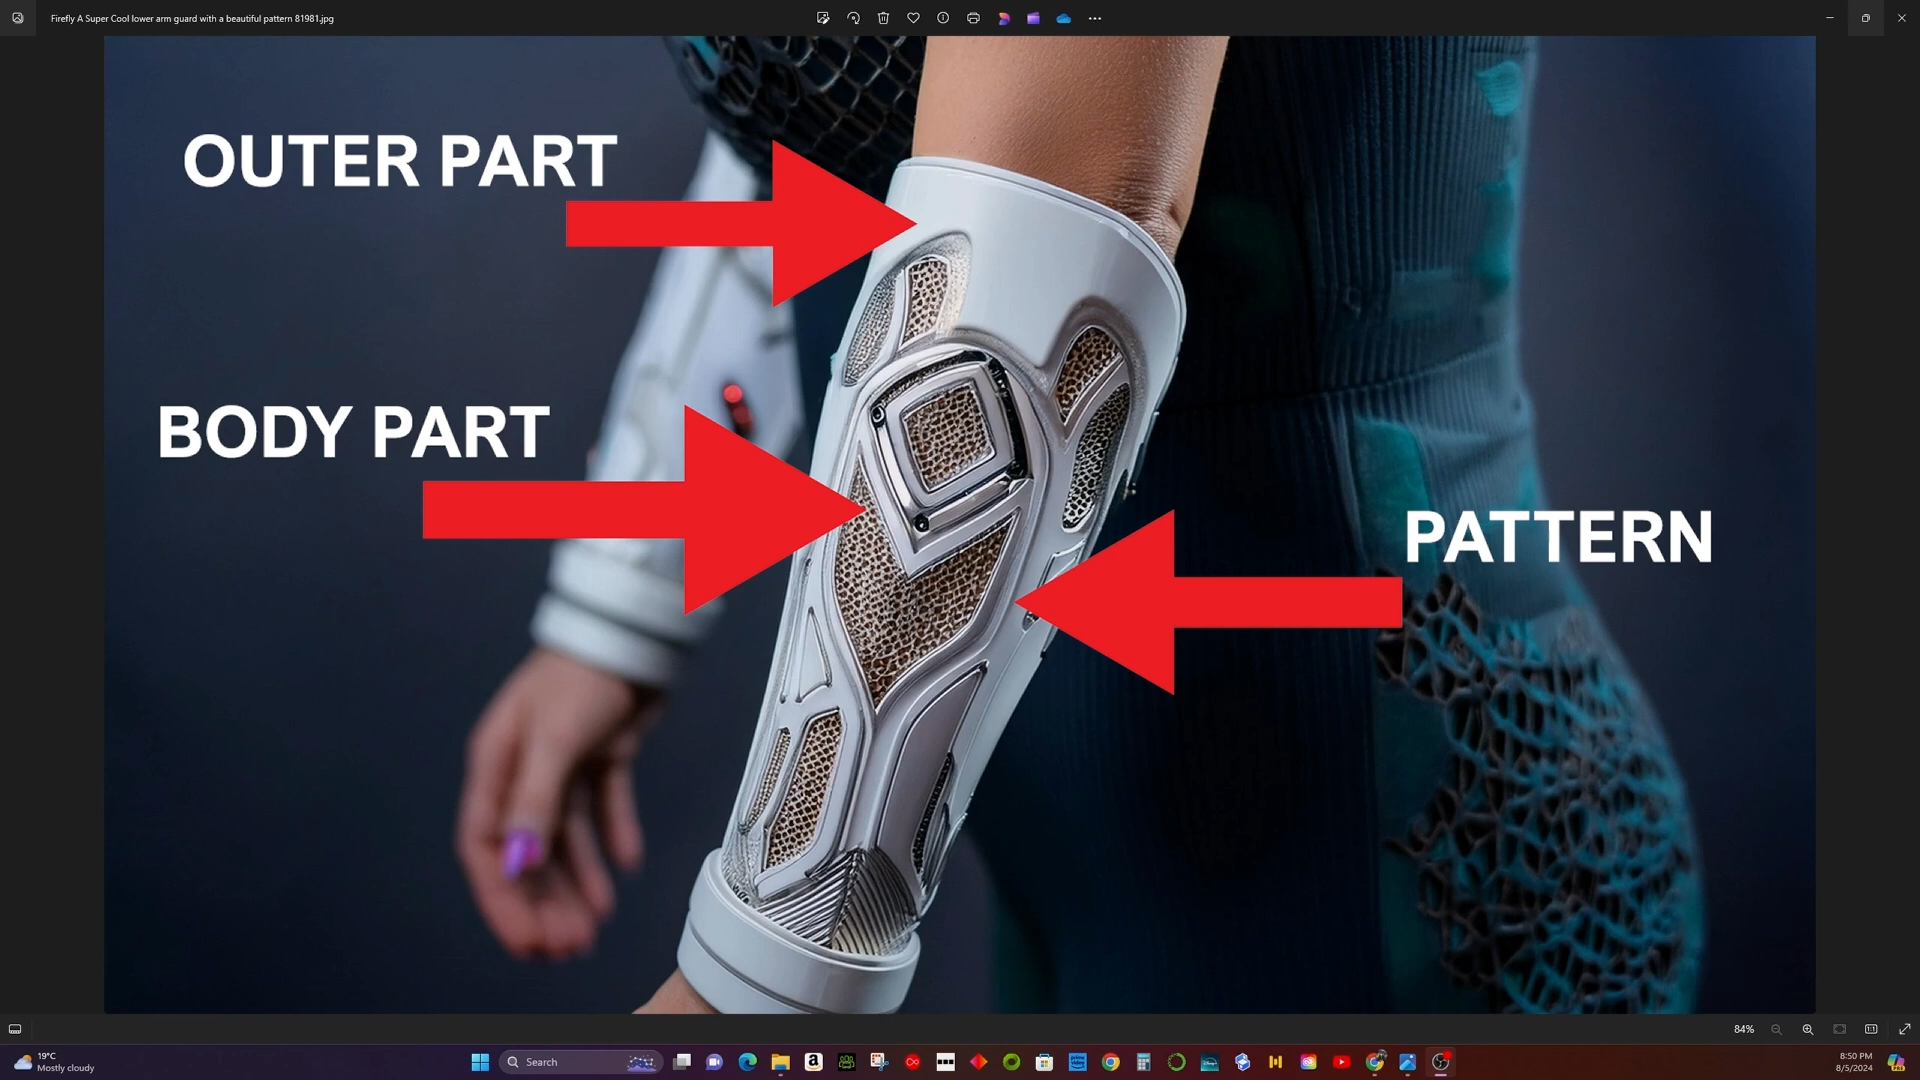 Firefly A Super Cool lower arm guard with a beautiful pattern 81981.jpg
OUTER PART
BODY PART
PATTERN
84%
19°C
Mostly cloudy
Search
8:50 PM
8/5/2024